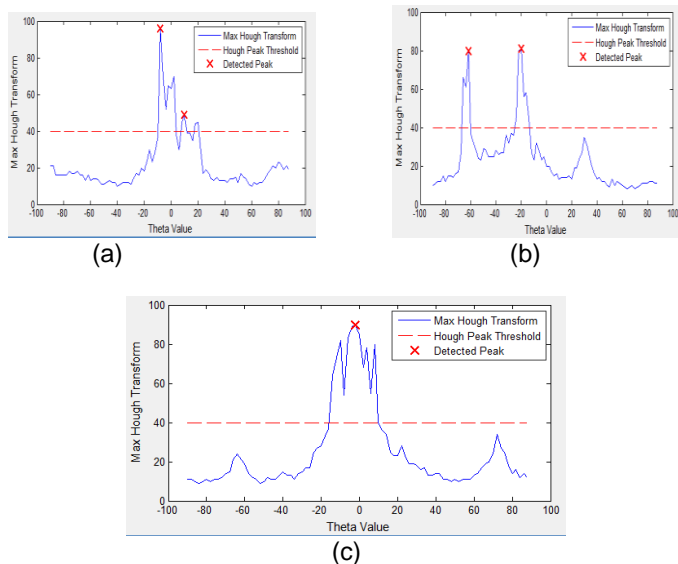 100
80
60
40
20
0
-100 -80 -60 -40 -20 0 20 40 60 80 100
Max Hough Transform
Theta Value
Max Hough Transform
Hough Peak Threshold
Detected Peak
(a)
100
80
60
40
20
0
-100 -80 -60 -40 -20 0 20 40 60 80 100
Max Hough Transform
Theta Value
Max Hough Transform
Hough Peak Threshold
Detected Peak
(b)
100
80
60
40
20
0
-100 -80 -60 -40 -20 0 20 40 60 80 100
Max Hough Transform
Theta Value
Max Hough Transform
Hough Peak Threshold
Detected Peak
(c)